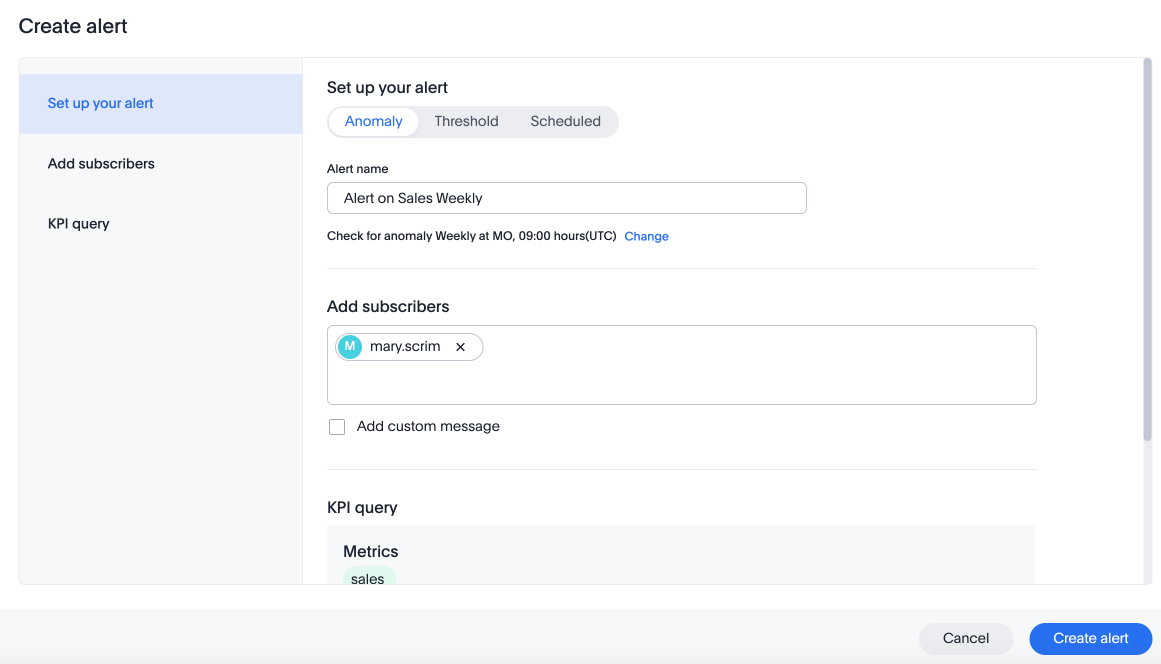 Create alert
Set up your alert
Add subscribers
KPI query
Set up your alert
Anomaly Threshold Scheduled
Alert name
Alert on Sales Weekly
Check for anomaly Weekly at MO, 09:00 hours(UTC) Change
Add subscribers
M mary.scrim
Add custom message
KPI query
Metrics
sales
Cancel Create alert